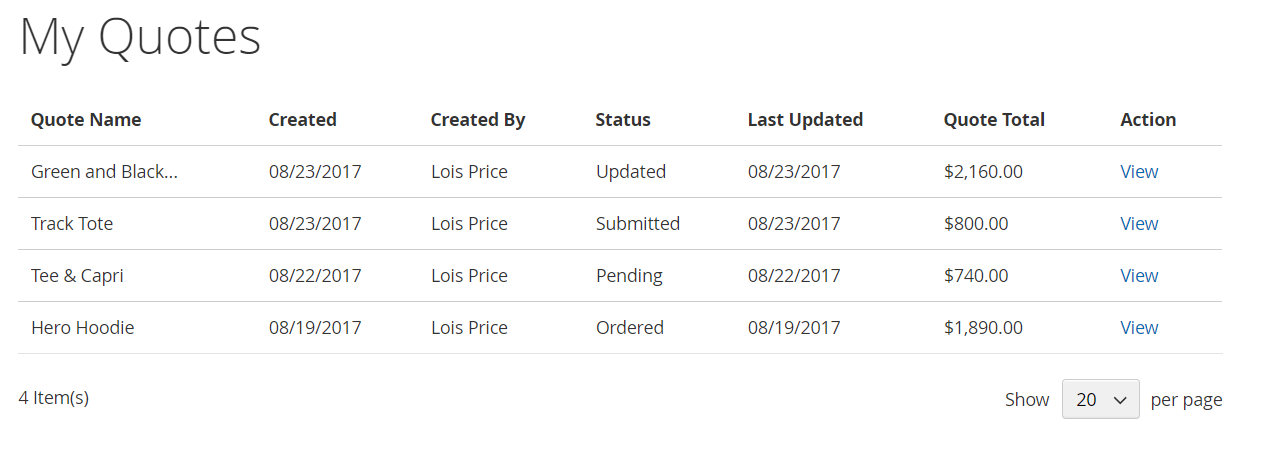 My Quotes
Quote Name Created Created By Status Last Updated Quote Total Action
Green and Black... 08/23/2017 Lois Price Updated 08/23/2017 $2,160.00 View
Track Tote 08/23/2017 Lois Price Submitted 08/23/2017 $800.00 View
Tee & Capri 08/22/2017 Lois Price Pending 08/22/2017 $740.00 View
Hero Hoodie 08/19/2017 Lois Price Ordered 08/19/2017 $1,890.00 View
4 Item(s) Show 20 per page